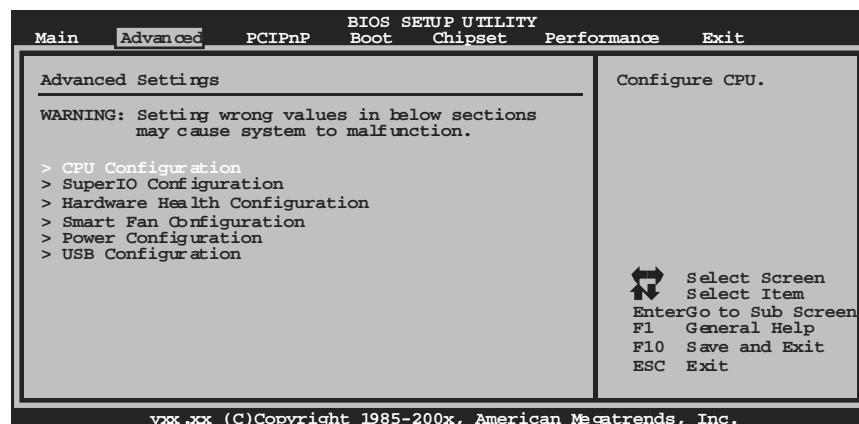 BIOS SETUP UTILITY
Main Advanced PCIPnP Boot Chipset Performance Exit
Advanced Settings
WARNING: Setting wrong values in below sections
may cause system to malfunction.
> CPU Configuration
> SuperIO Configuration
> Hardware Health Configuration
> Smart Fan Configuration
> Power Configuration
> USB Configuration
Configure CPU.
Select Screen
Select Item
EnterGo to Sub Screen
F1 General Help
F10 Save and Exit
ESC Exit
vxx.xx (C)Copyright 1985-200x, American Megatrends, Inc.